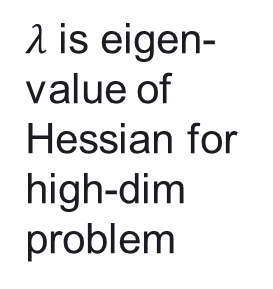 λ is eigen-
value of
Hessian for
high-dim
problem